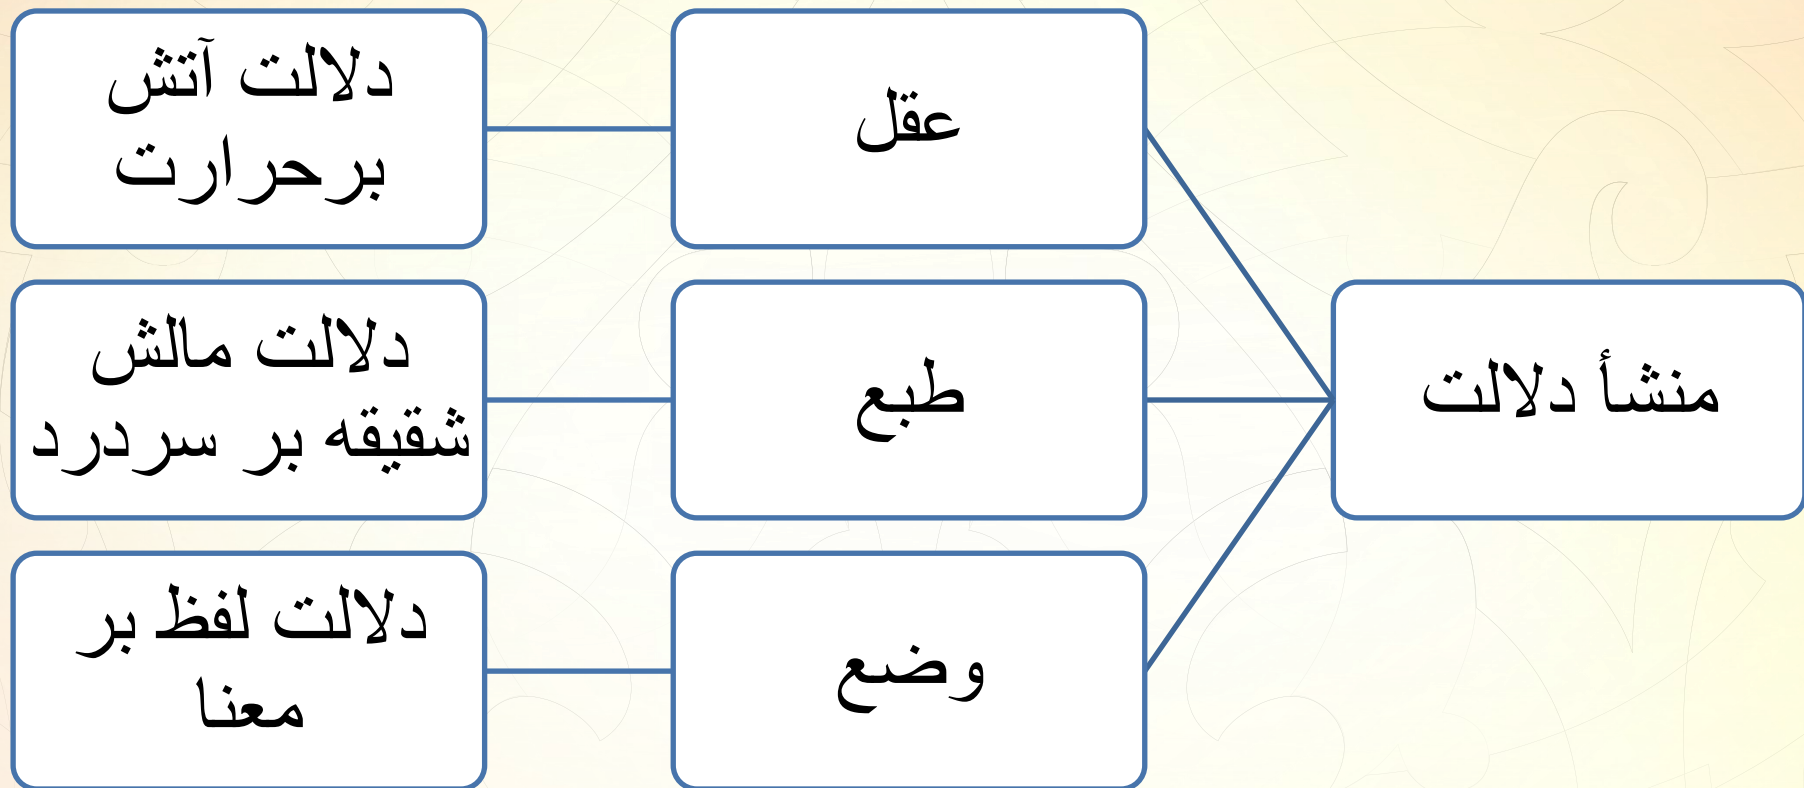 منشأ دلالت
عقل
دلالت آتش
برحرارت
طبع
دلالت مالش
شقیقه بر سردرد
وضع
دلالت لفظ بر
معنا